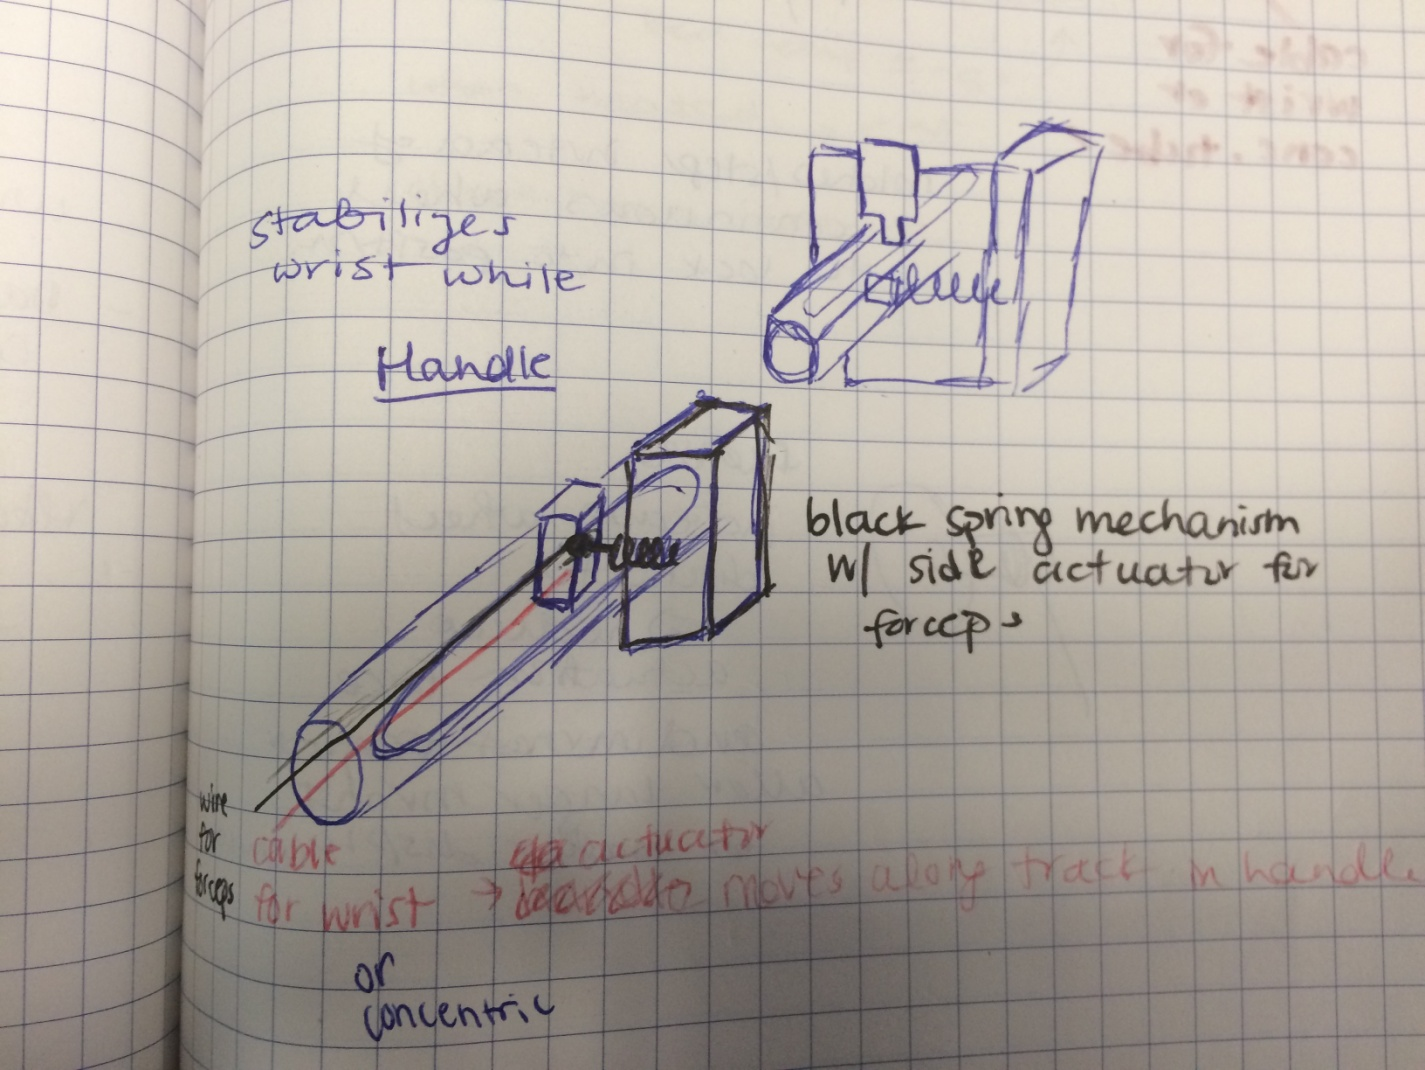 stabilizes
wrist while
Handle
black spring mechanism
w/ side actuator for
forceps
wire
for
forceps
cable
for wrist →
actuator
moves along track in handle
or
concentric